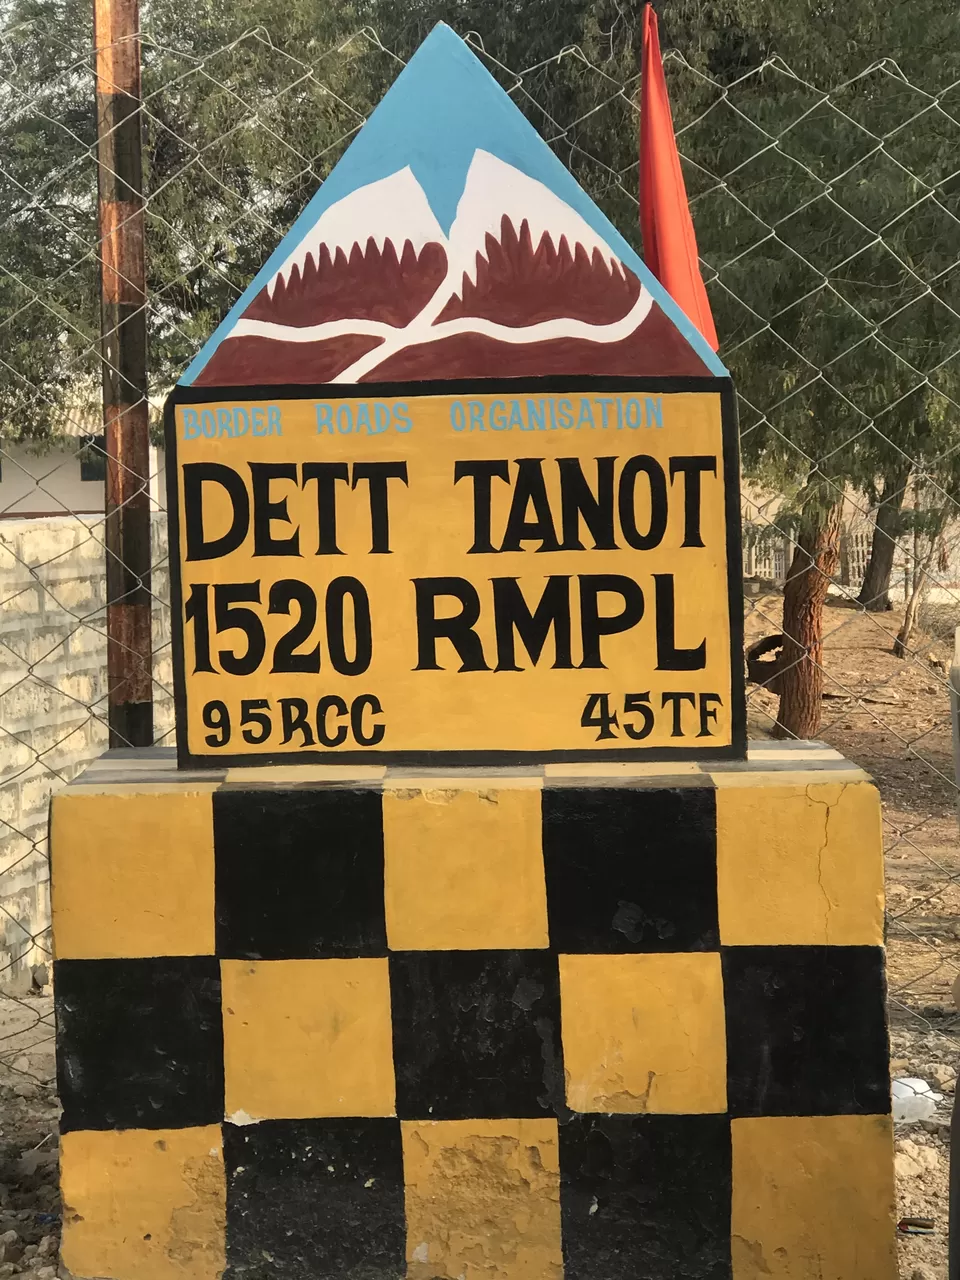 BORDER ROADS ORGANISATION
DETT TANOT
1520 RMPL
95RCC 45TF